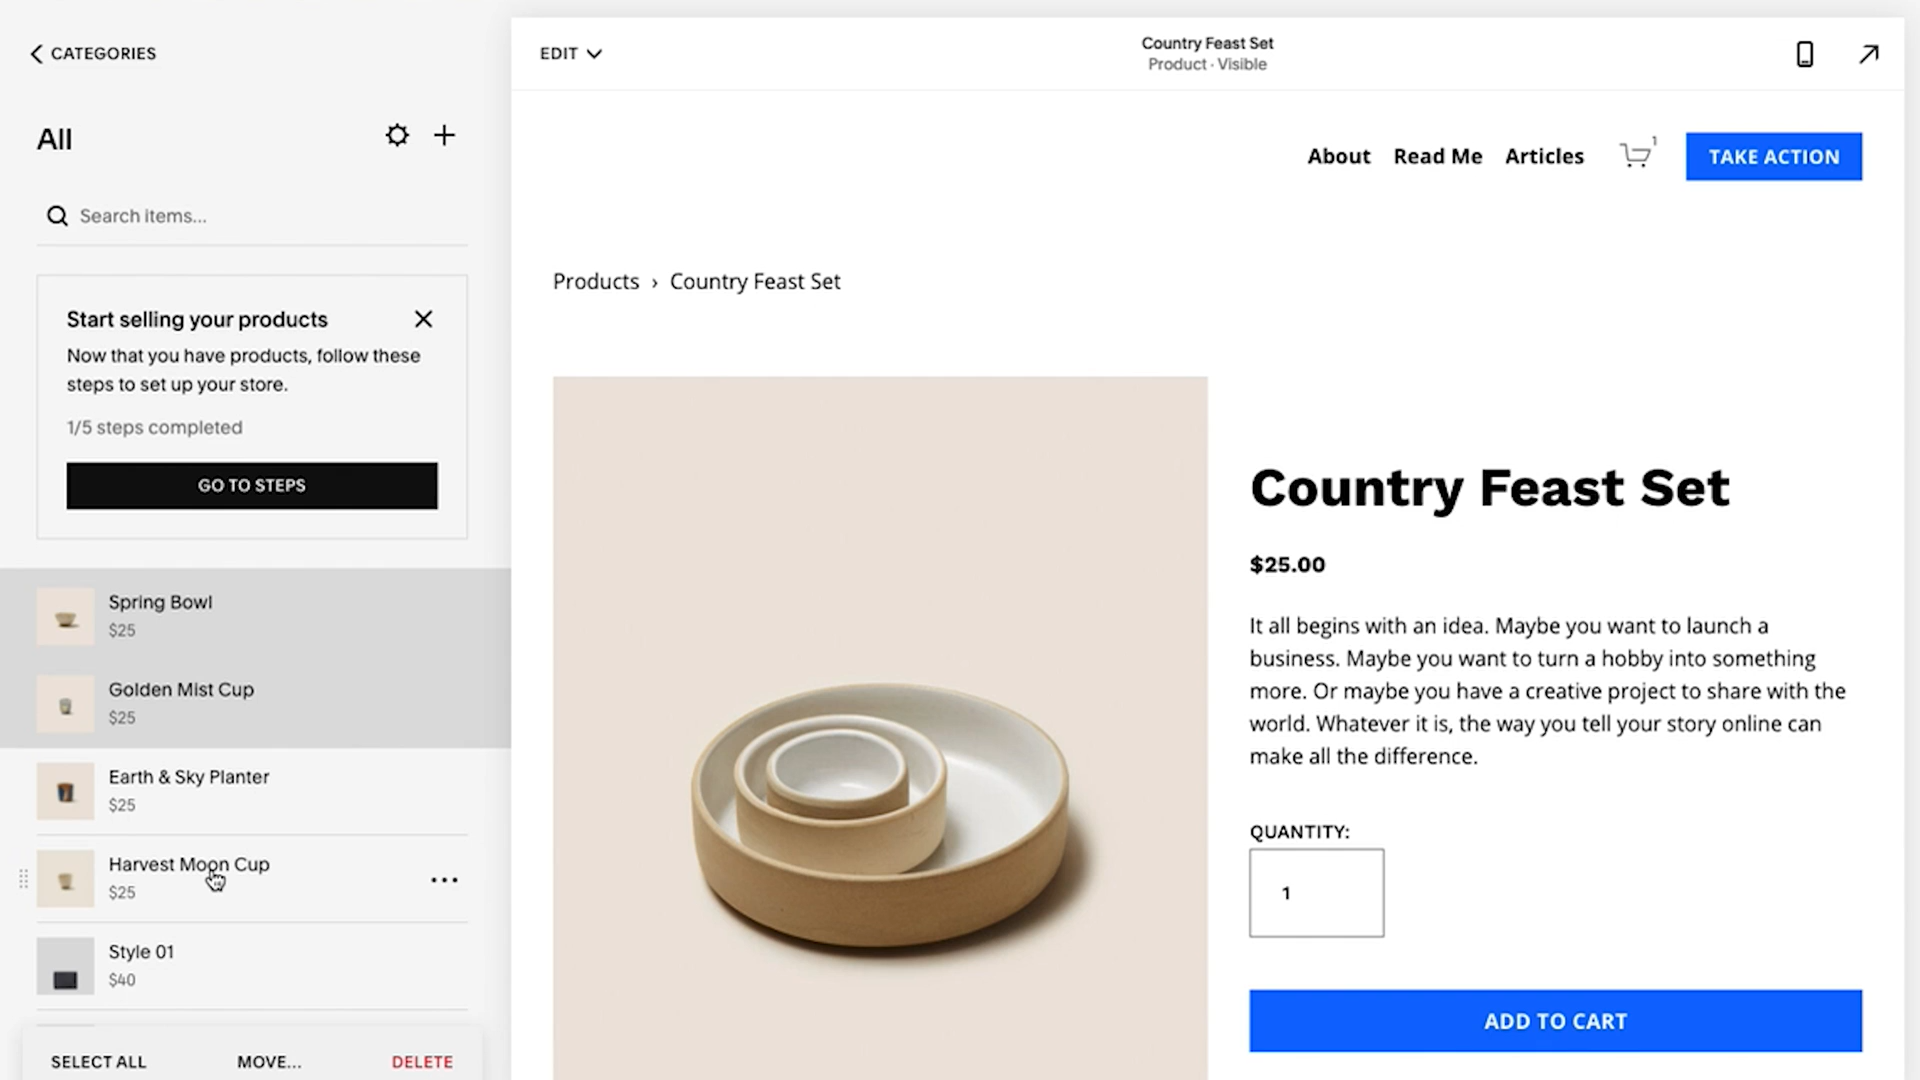 CATEGORIES
All
Search items...
Start selling your products
Now that you have products, follow these
steps to set up your store.
1/5 steps completed
GO TO STEPS
Spring Bowl
$25
Golden Mist Cup
$25
Earth & Sky Planter
$25
Harvest Moon Cup
$25
Style 01
$40
SELECT ALL MOVE... DELETE
EDIT
Country Feast Set
Product · Visible
About Read Me Articles 1 TAKE ACTION
Products › Country Feast Set
Country Feast Set
$25.00
It all begins with an idea. Maybe you want to launch a
business. Maybe you want to turn a hobby into something
more. Or maybe you have a creative project to share with the
world. Whatever it is, the way you tell your story online can
make all the difference.
QUANTITY:
1
ADD TO CART